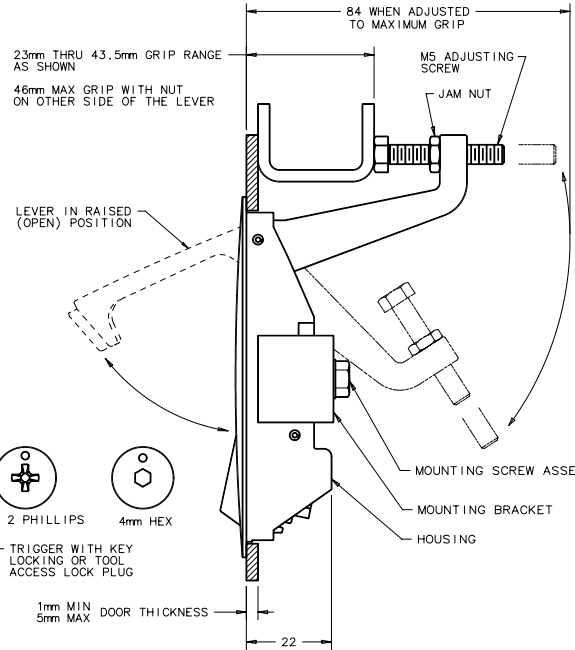 84 WHEN ADJUSTED
TO MAXIMUM GRIP
23mm THRU 43.5mm GRIP RANGE
AS SHOWN
46mm MAX GRIP WITH NUT
ON OTHER SIDE OF THE LEVER
M5 ADJUSTING
SCREW
JAM NUT
LEVER IN RAISED
(OPEN) POSITION
MOUNTING SCREW ASSE
MOUNTING BRACKET
HOUSING
2 PHILLIPS
4mm HEX
TRIGGER WITH KEY
LOCKING OR TOOL
ACCESS LOCK PLUG
1mm MIN
5mm MAX
DOOR THICKNESS
22